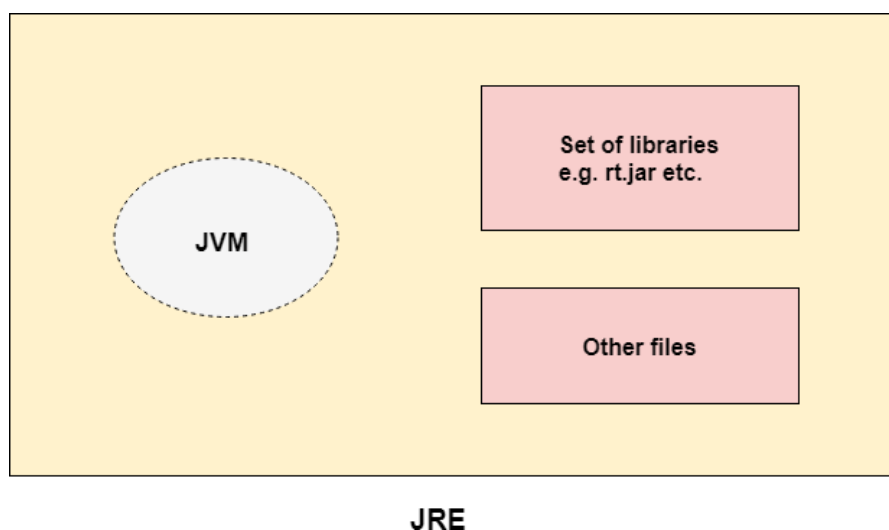 JVM
Set of libraries
e.g. rt.jar etc.
Other files
JRE